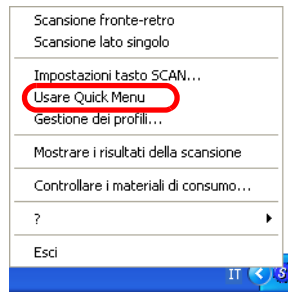 Scansione fronte-retro
Scansione lato singolo
Impostazioni tasto SCAN...
Usare Quick Menu
Gestione dei profili...
Mostrare i risultati della scansione
Controllare i materiali di consumo...
?
Esci
IT
S